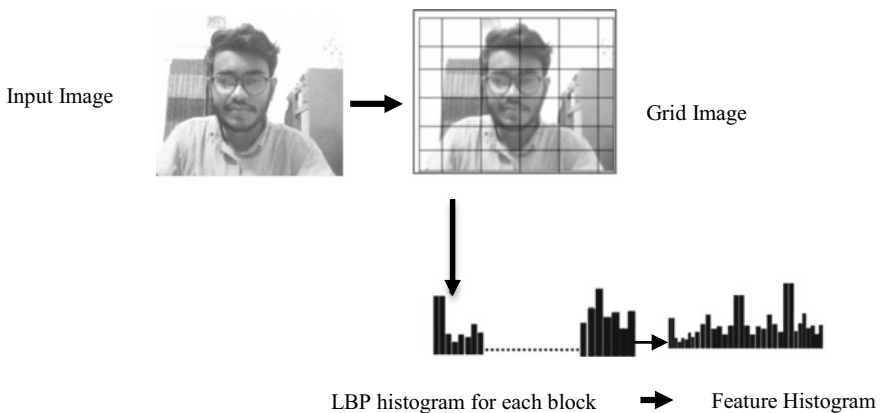 Input Image
Grid Image
LBP histogram for each block
Feature Histogram